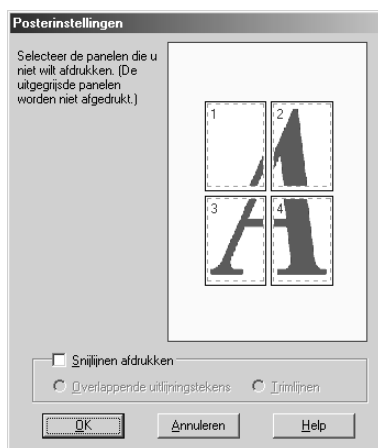 Posterinstellingen
Selecteer de panelen die u
niet wilt afdrukken. (De
uitgegrijsde panelen
worden niet afgedrukt.)
1 2
3 4
A
Snijlijnen afdrukken
Overlappende uitlijningstekens Trimlijnen
OK Annuleren Help